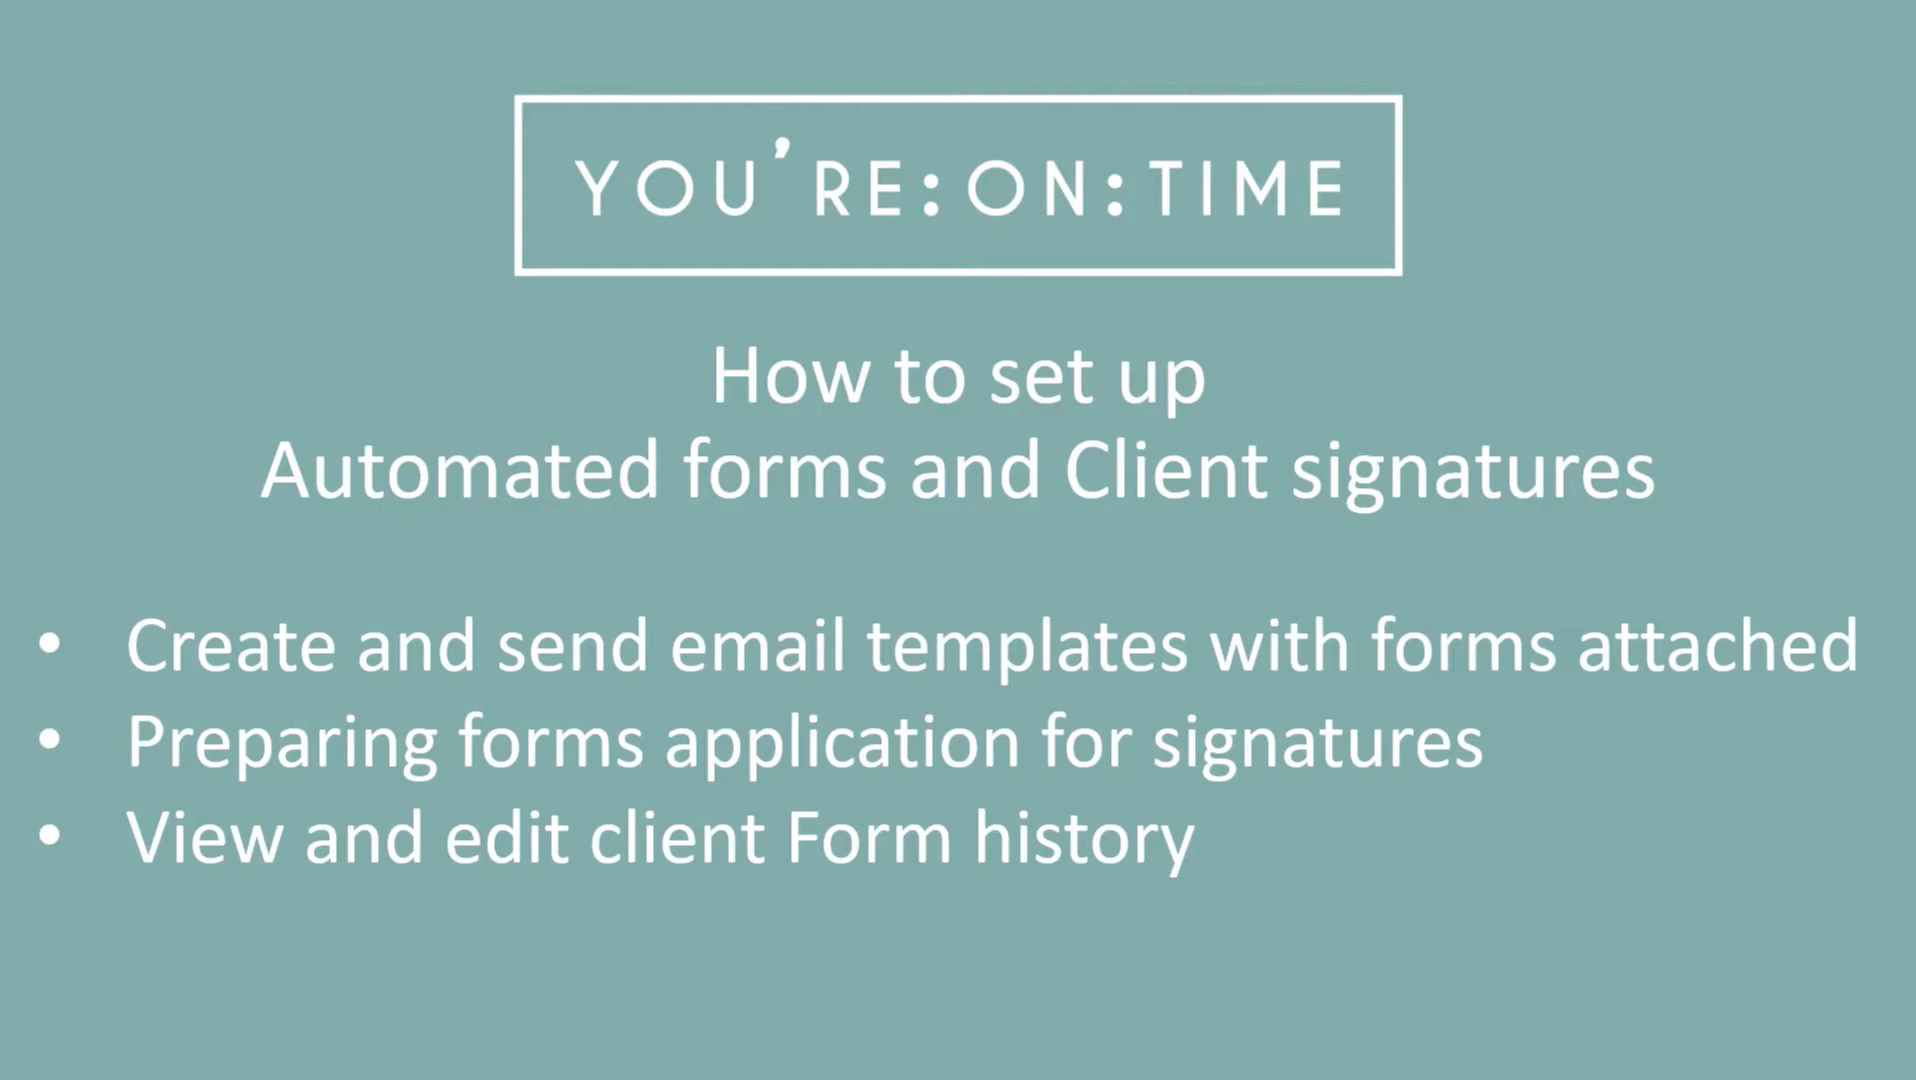 YOU'RE:ON:TIME
How to set up
Automated forms and Client signatures
• Create and send email templates with forms attached
• Preparing forms application for signatures
• View and edit client Form history